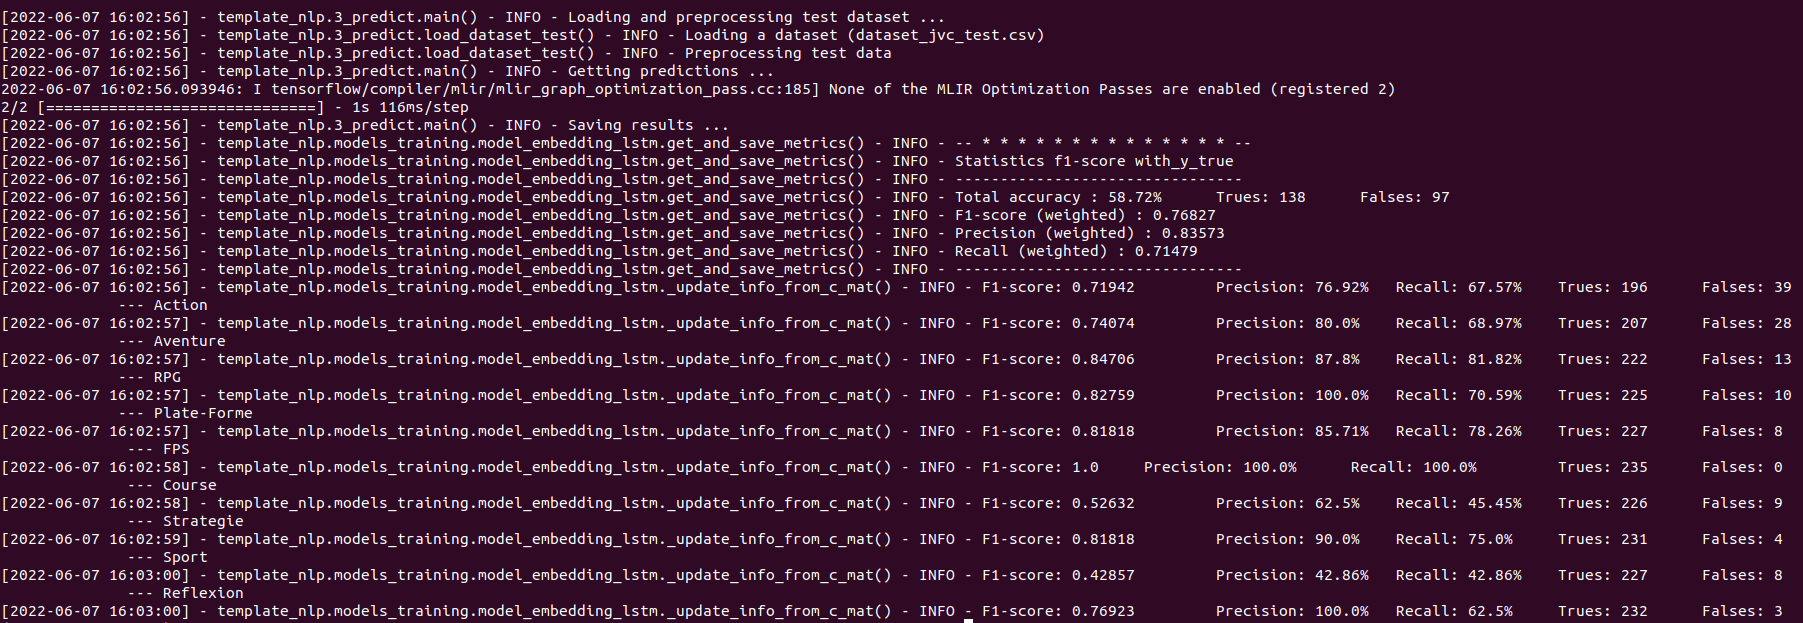 [2022-06-07 16:02:56] - template_nlp.3_predict.main() - INFO - Loading and preprocessing test dataset ...
[2022-06-07 16:02:56] - template_nlp.3_predict.load_dataset_test() - INFO - Loading a dataset (dataset_jvc_test.csv)
[2022-06-07 16:02:56] - template_nlp.3_predict.load_dataset_test() - INFO - Preprocessing test data
[2022-06-07 16:02:56] - template_nlp.3_predict.main() - INFO - Getting predictions ...
2022-06-07 16:02:56.093946: I tensorflow/compiler/mlir/mlir_graph_optimization_pass.cc:185] None of the MLIR Optimization Passes are enabled (registered 2)
2/2 [==============================] - 1s 116ms/step
[2022-06-07 16:02:56] - template_nlp.3_predict.main() - INFO - Saving results ...
[2022-06-07 16:02:56] - template_nlp.models_training.model_embedding_lstm.get_and_save_metrics() - INFO - -- * * * * * * * * * * * * * * --
[2022-06-07 16:02:56] - template_nlp.models_training.model_embedding_lstm.get_and_save_metrics() - INFO - Statistics f1-score with_y_true
[2022-06-07 16:02:56] - template_nlp.models_training.model_embedding_lstm.get_and_save_metrics() - INFO - --------------------------------
[2022-06-07 16:02:56] - template_nlp.models_training.model_embedding_lstm.get_and_save_metrics() - INFO - Total accuracy : 58.72% Trues: 138 Falses: 97
[2022-06-07 16:02:56] - template_nlp.models_training.model_embedding_lstm.get_and_save_metrics() - INFO - F1-score (weighted) : 0.76827
[2022-06-07 16:02:56] - template_nlp.models_training.model_embedding_lstm.get_and_save_metrics() - INFO - Precision (weighted) : 0.83573
[2022-06-07 16:02:56] - template_nlp.models_training.model_embedding_lstm.get_and_save_metrics() - INFO - Recall (weighted) : 0.71479
[2022-06-07 16:02:56] - template_nlp.models_training.model_embedding_lstm.get_and_save_metrics() - INFO - --------------------------------
[2022-06-07 16:02:56] - template_nlp.models_training.model_embedding_lstm._update_info_from_c_mat() - INFO - F1-score: 0.71942 Precision: 76.92% Recall: 67.57% Trues: 196 Falses: 39
--- Action
[2022-06-07 16:02:57] - template_nlp.models_training.model_embedding_lstm._update_info_from_c_mat() - INFO - F1-score: 0.74074 Precision: 80.0% Recall: 68.97% Trues: 207 Falses: 28
--- Aventure
[2022-06-07 16:02:57] - template_nlp.models_training.model_embedding_lstm._update_info_from_c_mat() - INFO - F1-score: 0.84706 Precision: 87.8% Recall: 81.82% Trues: 222 Falses: 13
--- RPG
[2022-06-07 16:02:57] - template_nlp.models_training.model_embedding_lstm._update_info_from_c_mat() - INFO - F1-score: 0.82759 Precision: 100.0% Recall: 70.59% Trues: 225 Falses: 10
--- Plate-Forme
[2022-06-07 16:02:57] - template_nlp.models_training.model_embedding_lstm._update_info_from_c_mat() - INFO - F1-score: 0.81818 Precision: 85.71% Recall: 78.26% Trues: 227 Falses: 8
--- FPS
[2022-06-07 16:02:58] - template_nlp.models_training.model_embedding_lstm._update_info_from_c_mat() - INFO - F1-score: 1.0 Precision: 100.0% Recall: 100.0% Trues: 235 Falses: 0
--- Course
[2022-06-07 16:02:58] - template_nlp.models_training.model_embedding_lstm._update_info_from_c_mat() - INFO - F1-score: 0.52632 Precision: 62.5% Recall: 45.45% Trues: 226 Falses: 9
--- Strategie
[2022-06-07 16:02:59] - template_nlp.models_training.model_embedding_lstm._update_info_from_c_mat() - INFO - F1-score: 0.81818 Precision: 90.0% Recall: 75.0% Trues: 231 Falses: 4
--- Sport
[2022-06-07 16:03:00] - template_nlp.models_training.model_embedding_lstm._update_info_from_c_mat() - INFO - F1-score: 0.42857 Precision: 42.86% Recall: 42.86% Trues: 227 Falses: 8
--- Reflexion
[2022-06-07 16:03:00] - template_nlp.models_training.model_embedding_lstm._update_info_from_c_mat() - INFO - F1-score: 0.76923 Precision: 100.0% Recall: 62.5% Trues: 232 Falses: 3